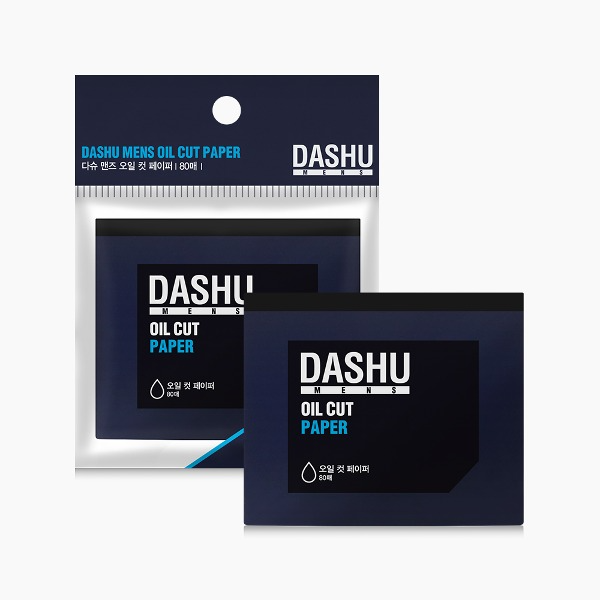 DASHU MENS OIL CUT PAPER
다슈 맨즈 오일 컷 페이퍼 | 80매 |
DASHU
MENS
DASHU
MENS
OIL CUT
PAPER
오일 컷 페이퍼
80매
DASHU
MENS
OIL CUT
PAPER
오일 컷 페이퍼
80매